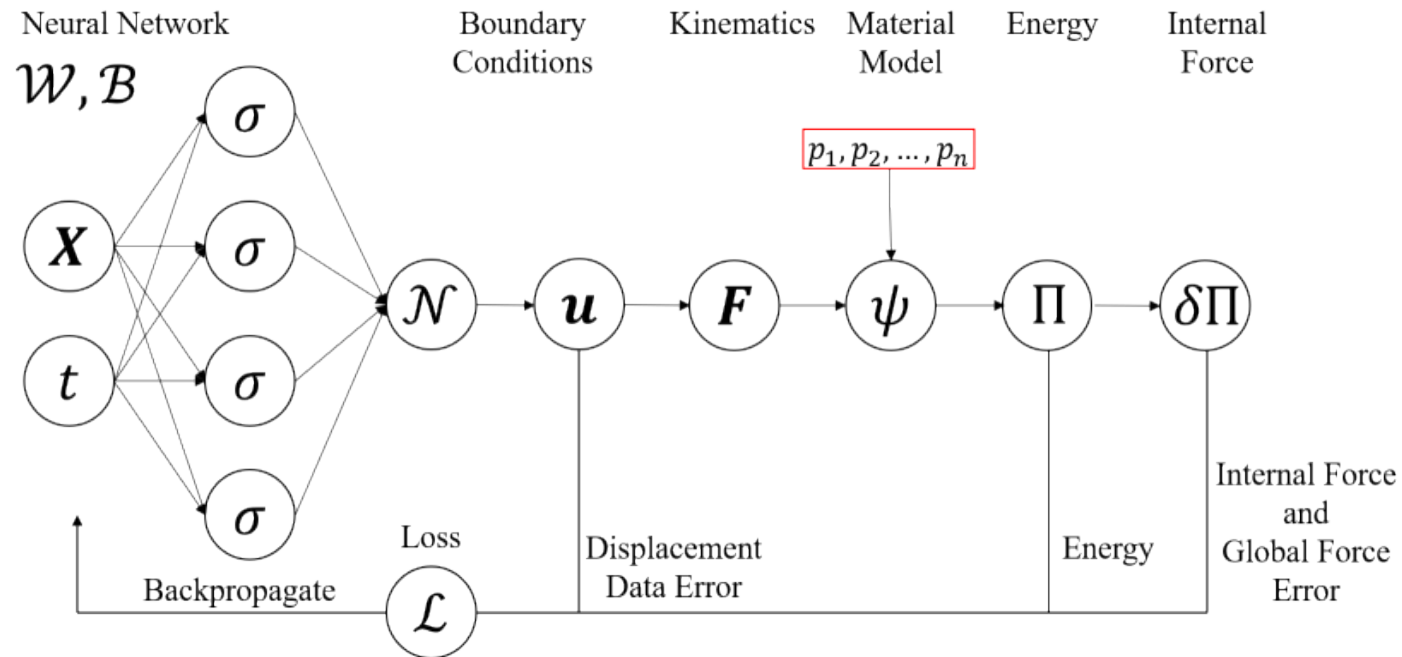 Neural Network
Boundary
Conditions
Kinematics
Material
Model
Energy
Internal
Force
𝒲, ℬ
p₁, p₂, …, pₙ
σ
σ
σ
σ
X
t
𝒩
u
F
ψ
Π
δΠ
Internal Force
and
Global Force
Error
Energy
Displacement
Data Error
Loss
ℒ
Backpropagate